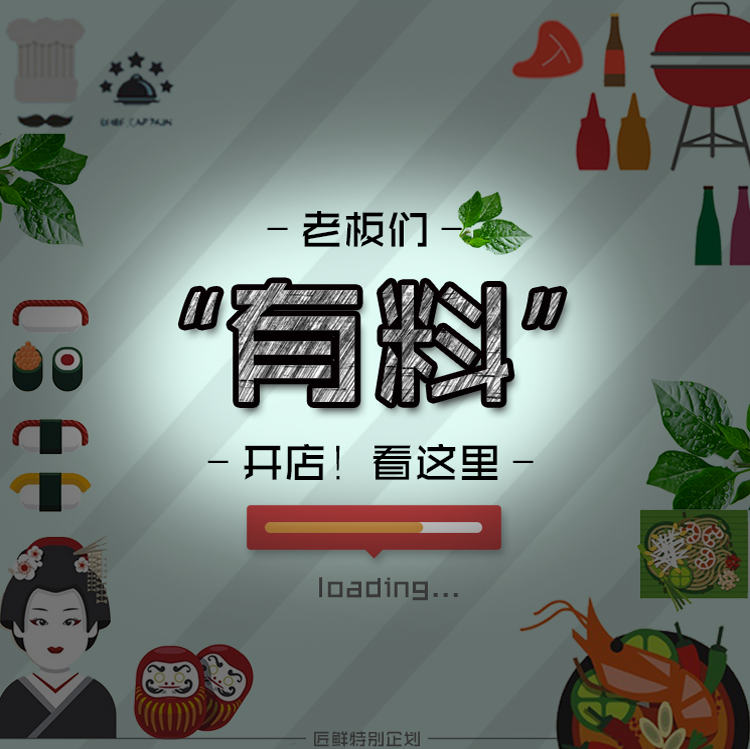 CHEF CAPTAIN
- 老板们 -
“有料”
- 开店！看这里 -
loading...
匠鲜特别企划